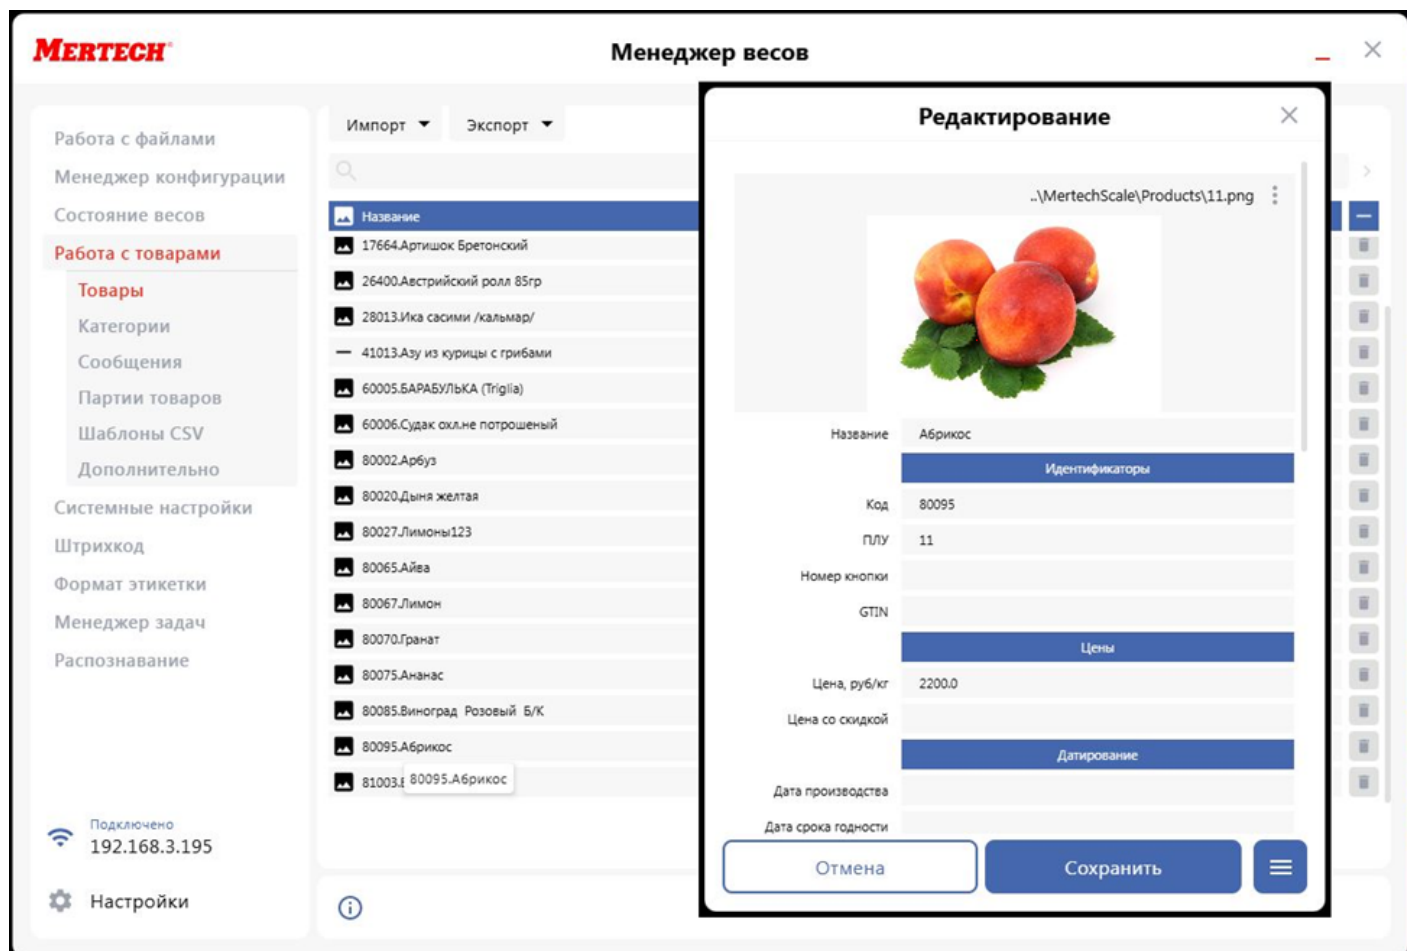 MERTECH
Менеджер весов
Работа с файлами
Менеджер конфигурации
Состояние весов
Работа с товарами
Товары
Категории
Сообщения
Партии товаров
Шаблоны CSV
Дополнительно
Системные настройки
Штрихкод
Формат этикетки
Менеджер задач
Распознавание
Подключено
192.168.3.195
Настройки
Импорт Экспорт
Название
17664.Артишок Бретонский
26400.Австрийский ролл 85гр
28013.Ика сасими /кальмар/
41013.Азу из курицы с грибами
60005.БАРАБУЛЬКА (Triglia)
60006.Судак охл.не потрошеный
80002.Арбуз
80020.Дыня желтая
80027.Лимоны123
80065.Айва
80067.Лимон
80070.Гранат
80075.Ананас
80085.Виноград Розовый Б/К
80095.Абрикос
81003.
80095.Абрикос
Редактирование
..\MertechScale\Products\11.png
Название Абрикос
Идентификаторы
Код 80095
ПЛУ 11
Номер кнопки
GTIN
Цены
Цена, руб/кг 2200.0
Цена со скидкой
Датирование
Дата производства
Дата срока годности
Отмена Сохранить